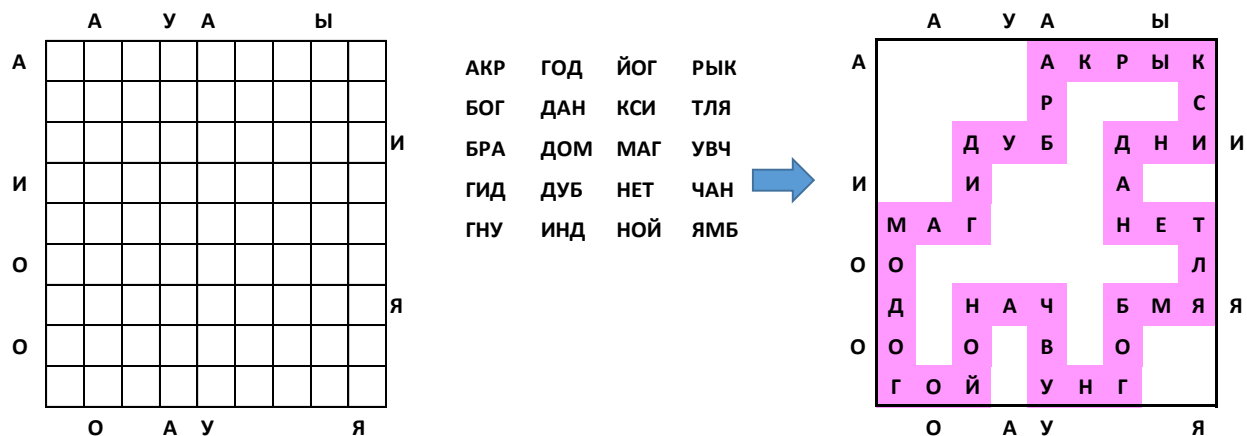 А У А Ы
А
И
И
О
Я
О
О А У Я
АКР ГОД ЙОГ РЫК
БОГ ДАН КСИ ТЛЯ
БРА ДОМ МАГ УВЧ
ГИД ДУБ НЕТ ЧАН
ГНУ ИНД НОЙ ЯМБ
А У А Ы
А А К Р Ы К
Р С
Д У Б Д Н И И
И И А
М А Г Н Е Т
О О Л
Д Н А Ч Б М Я Я
О О О В О
Г О Й У Н Г
О А У Я